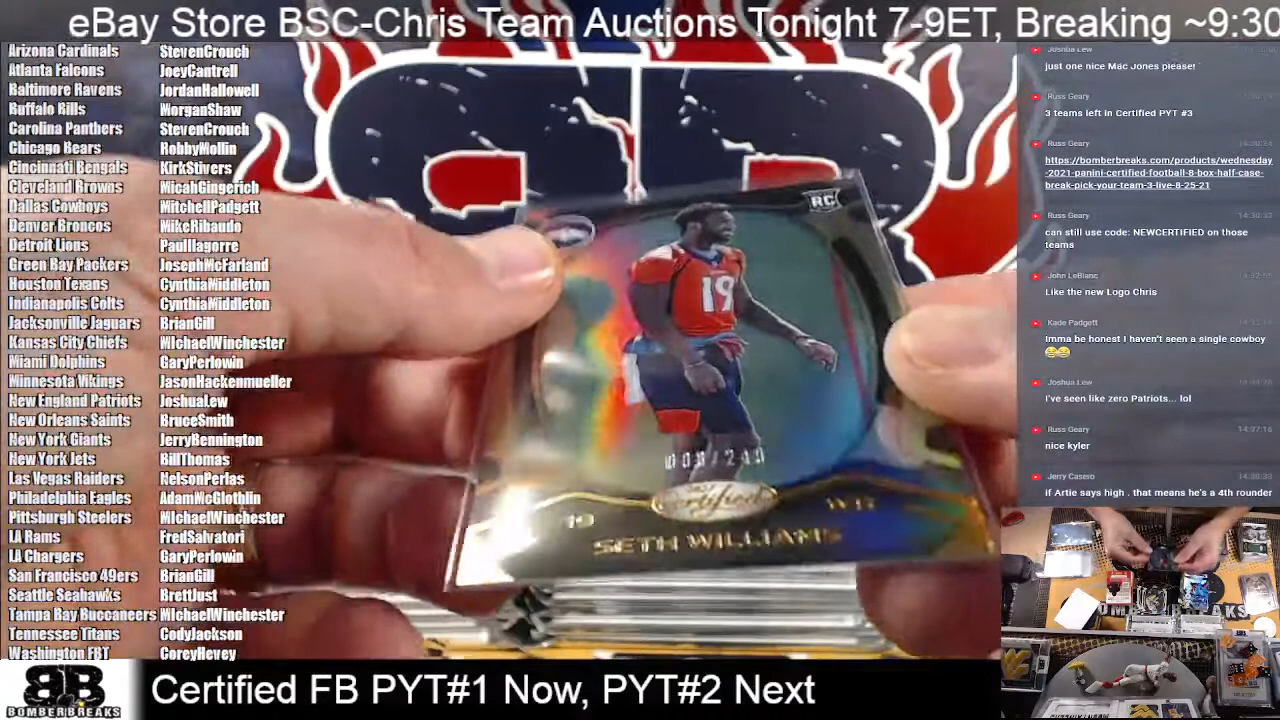 eBay Store BSC-Chris Team Auctions Tonight 7-9ET, Breaking ~9:30
Arizona Cardinals StevenCrouch
Atlanta Falcons JoeyCantrell
Baltimore Ravens JordanHallowell
Buffalo Bills MorganShaw
Carolina Panthers StevenCrouch
Chicago Bears RobbyMollin
Cincinnati Bengals KirkStivers
Cleveland Browns MicahGingerich
Dallas Cowboys MitchellPadgett
Denver Broncos MikeRibaudo
Detroit Lions PaulIlagorre
Green Bay Packers JosephMcFarland
Houston Texans CynthiaMiddleton
Indianapolis Colts CynthiaMiddleton
Jacksonville Jaguars BrianGill
Kansas City Chiefs MIchaelWinchester
Miami Dolphins GaryPerlowin
Minnesota Vikings JasonHackenmueller
New England Patriots JoshuaLew
New Orleans Saints BruceSmith
New York Giants JerryBennington
New York Jets BillThomas
Las Vegas Raiders NelsonPerlas
Philadelphia Eagles AdamMcGlothlin
Pittsburgh Steelers MIchaelWinchester
LA Rams FredSalvatori
LA Chargers GaryPerlowin
San Francisco 49ers BrianGill
Seattle Seahawks BrettJust
Tampa Bay Buccaneers MIchaelWinchester
Tennessee Titans CodyJackson
Washington FBT CoreyHevey
RC
19
Certified
19
SETH WILLIAMS
Joshua Lew
just one nice Mac Jones please!
Russ Geary
3 teams left in Certified PYT #3
Russ Geary
https://bomberbreaks.com/products/wednesday
-2021-panini-certified-football-8-box-half-case-
break-pick-your-team-3-live-8-25-21
Russ Geary
can still use code: NEWCERTIFIED on those
teams
John LeBlanc
Like the new Logo Chris
Kade Padgett
Imma be honest I haven't seen a single cowboy
😂😂
Joshua Lew
I've seen like zero Patriots... lol
Russ Geary 14:37:16
nice kyler
Jerry Casero
if Artie says high . that means he's a 4th rounder
BB
BOMBERBREAKS
Certified FB PYT#1 Now, PYT#2 Next